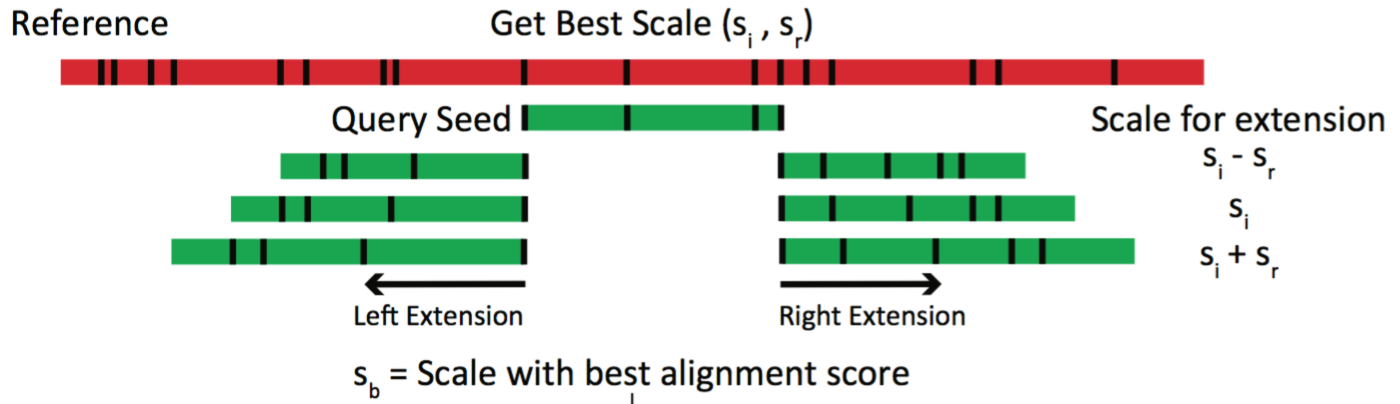 Reference
Get Best Scale (s_i , s_r)
Query Seed
Scale for extension
s_i - s_r
s_i
s_i + s_r
Left Extension
Right Extension
s_b = Scale with best alignment score